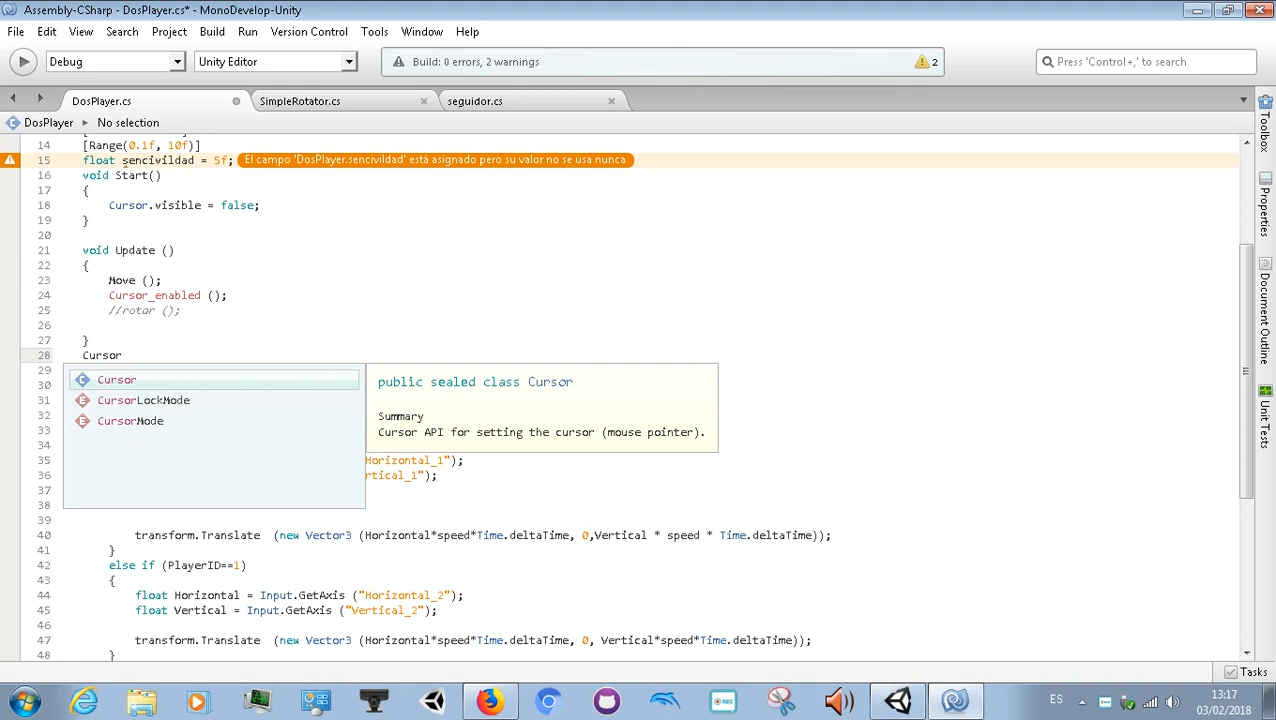 Assembly-CSharp - DosPlayer.cs* - MonoDevelop-Unity
File Edit View Search Project Build Run Version Control Tools Window Help
Debug Unity Editor Build: 0 errors, 2 warnings 2 Press 'Control+,' to search
DosPlayer.cs SimpleRotator.cs seguidor.cs
DosPlayer No selection
14 [Range(0.1f, 10f)]
15 float sencivildad = 5f; El campo 'DosPlayer.sencivildad' está asignado pero su valor no se usa nunca
16 void Start()
17 {
18 Cursor.visible = false;
19 }
20
21 void Update ()
22 {
23 Move ();
24 Cursor_enabled ();
25 //rotar ();
26
27 }
28 Cursor
29
30
31
32
33
34
35 Horizontal_1");
36 rtical_1");
37
38
39
40 transform.Translate (new Vector3 (Horizontal*speed*Time.deltaTime, 0,Vertical * speed * Time.deltaTime));
41 }
42 else if (PlayerID==1)
43 {
44 float Horizontal = Input.GetAxis ("Horizontal_2");
45 float Vertical = Input.GetAxis ("Vertical_2");
46
47 transform.Translate (new Vector3 (Horizontal*speed*Time.deltaTime, 0, Vertical*speed*Time.deltaTime));
48 }
Cursor
CursorLockMode
CursorMode
public sealed class Cursor
Summary
Cursor API for setting the cursor (mouse pointer).
Toolbox
Properties
Document Outline
Unit Tests
Tasks
REC
ES
13:17
03/02/2018